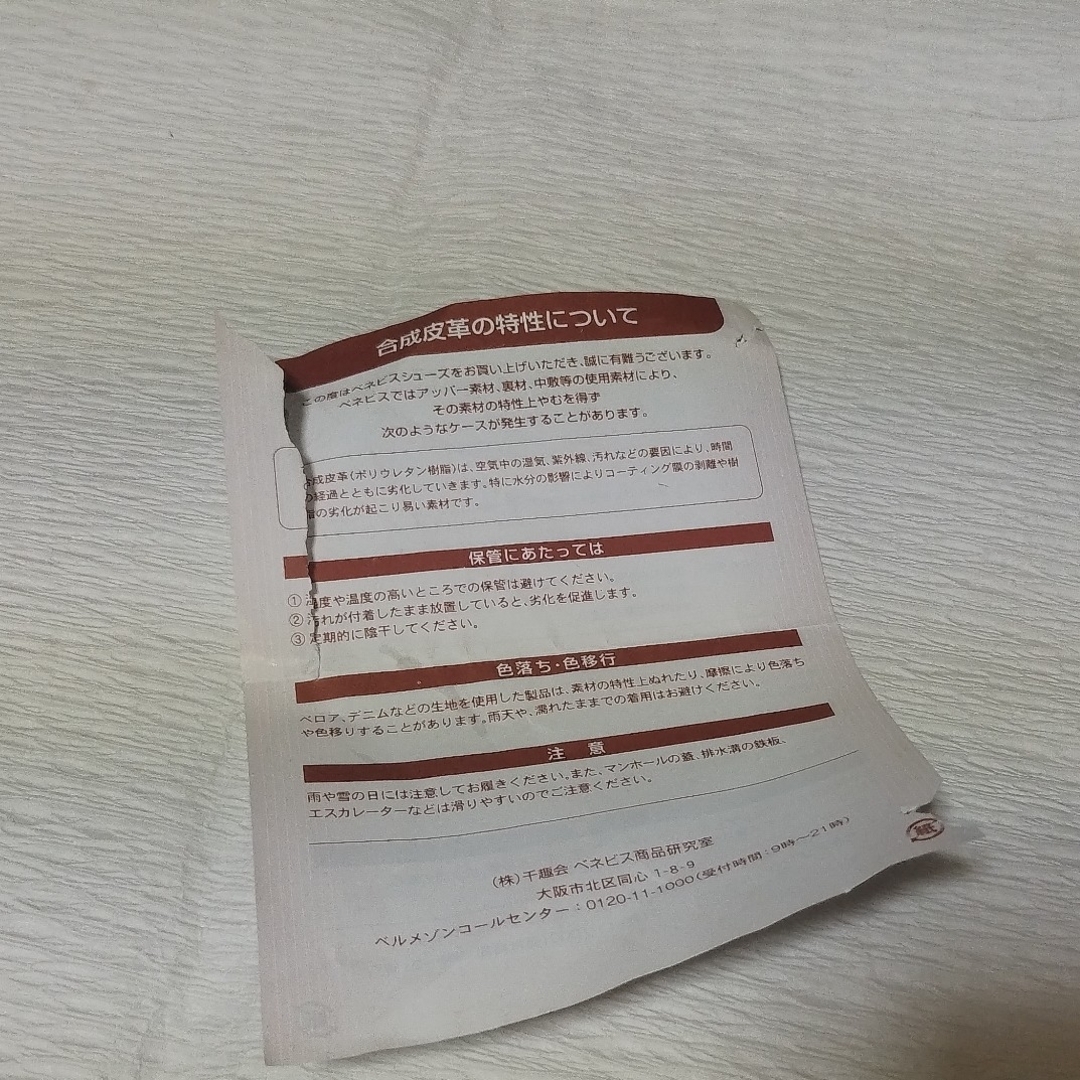 合成皮革の特性について
この度はベネビスシューズをお買い上げいただき、誠に有難うございます。
ベネビスではアッパー素材、裏材、中敷等の使用素材により、
その素材の特性上やむを得ず
次のようなケースが発生することがあります。
合成皮革(ポリウレタン樹脂)は、空気中の湿気、紫外線、汚れなどの要因により、時間
の経過とともに劣化していきます。特に水分の影響によりコーティング膜の剥離や樹
脂の劣化が起こり易い素材です。
保管にあたっては
① 湿度や温度の高いところでの保管は避けてください。
② 汚れが付着したまま放置していると、劣化を促進します。
③ 定期的に陰干してください。
色落ち・色移行
ベロア、デニムなどの生地を使用した製品は、素材の特性上ぬれたり、摩擦により色落ち
や色移りすることがあります。雨天や、濡れたままでの着用はお避けください。
注 意
雨や雪の日には注意してお履きください。また、マンホールの蓋、排水溝の鉄板、
エスカレーターなどは滑りやすいのでご注意ください。
(株)千趣会 ベネビス商品研究室
大阪市北区同心 1-8-9
ベルメゾンコールセンター:0120-11-1000(受付時間:9時〜21時)
紙